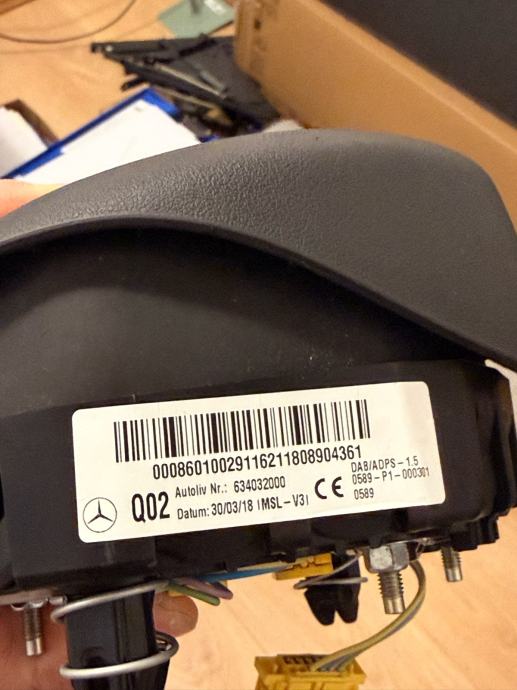 00086010029116211808904361
Q02
Autoliv Nr.: 634032000
Datum: 30/03/18 (MSL-V3)
CE
DAB/ADPS-1.5
0589-P1-000301
0589